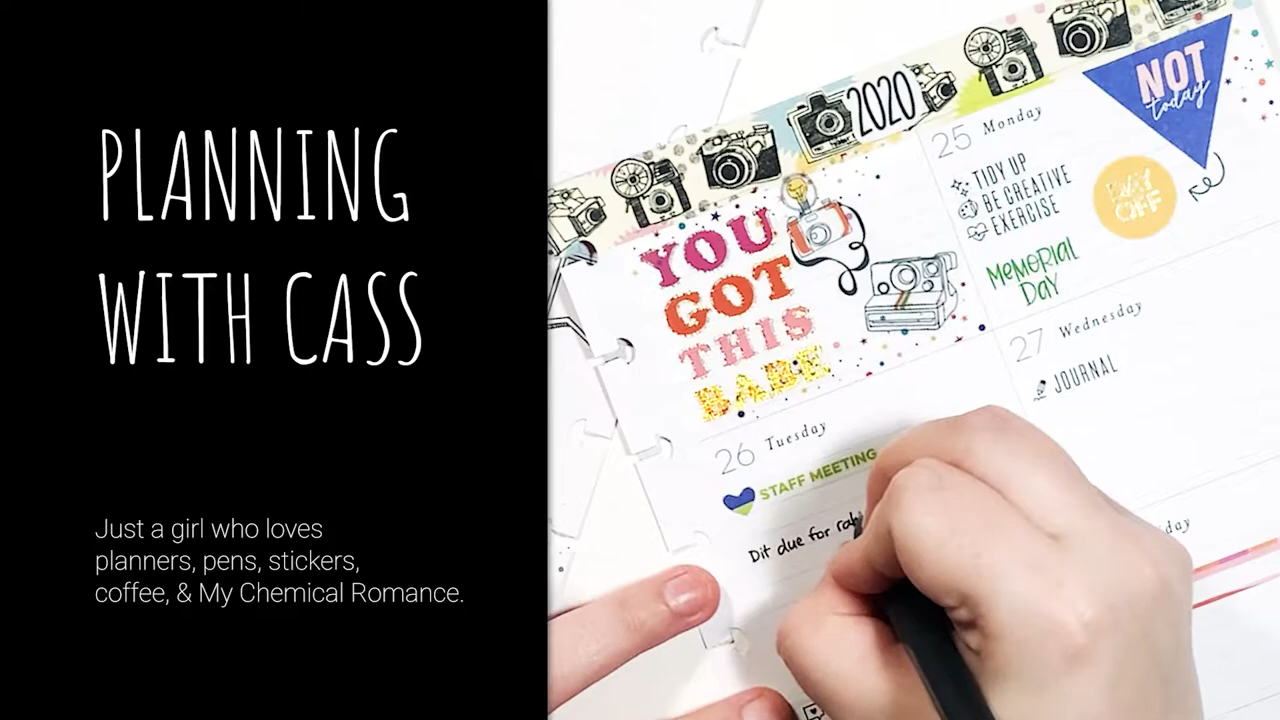 PLANNING
WITH CASS
Just a girl who loves
planners, pens, stickers,
coffee, & My Chemical Romance.
2020
YOU
GOT
THIS
BABE
25 Monday
NOT
today
TIDY UP
BE CREATIVE
EXERCISE
DAY
OFF
MEMORIAL
DAY
26 Tuesday
STAFF MEETING
Dit due for
27 Wednesday
JOURNAL